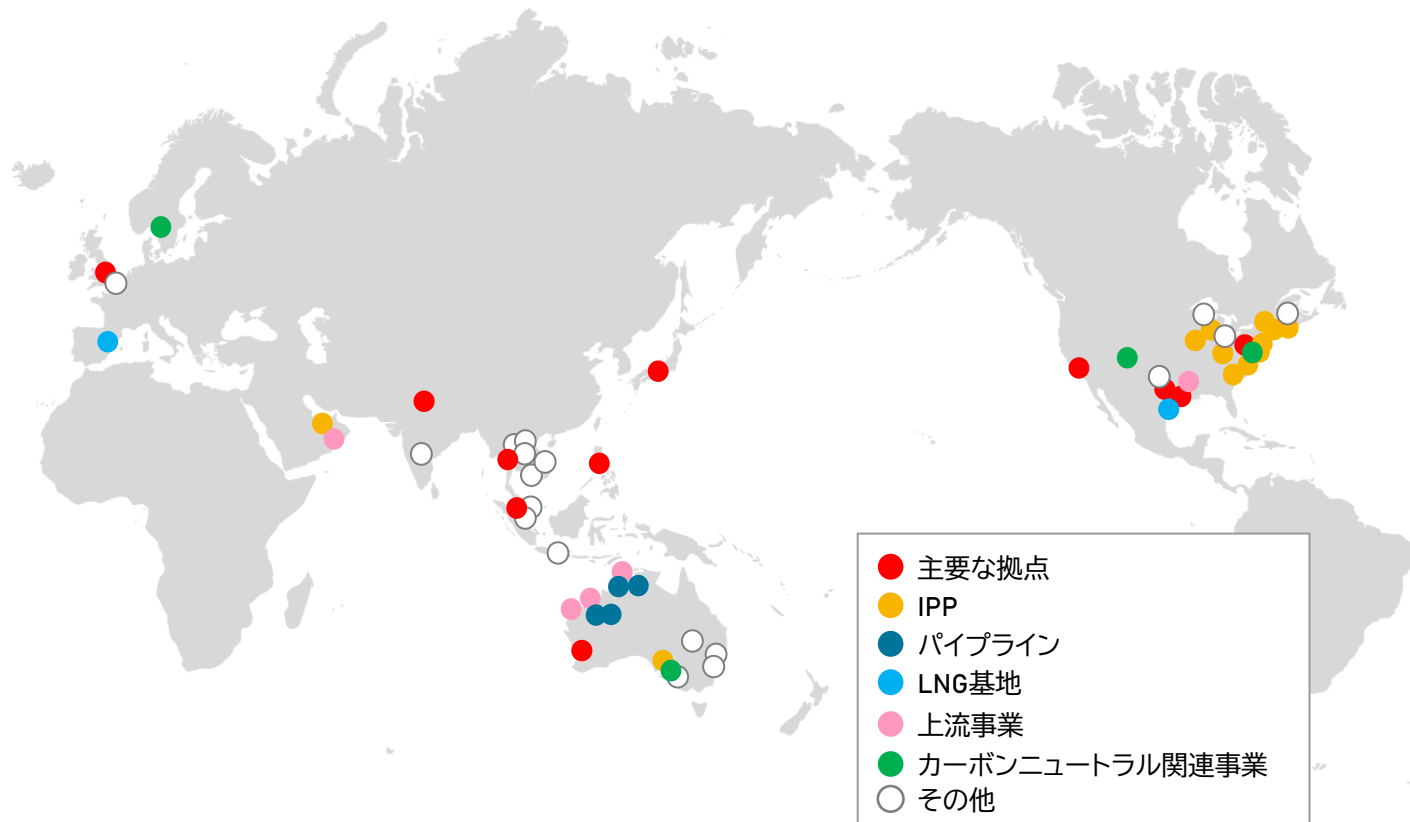 主要な拠点
IPP
パイプライン
LNG基地
上流事業
カーボンニュートラル関連事業
その他